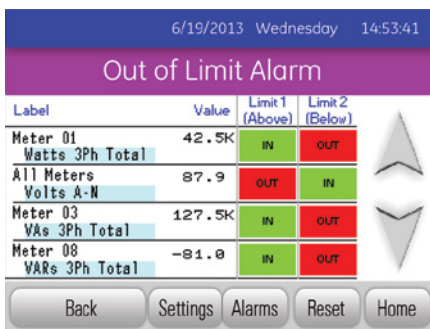 6/19/2013 Wednesday 14:53:41
Out of Limit Alarm
Label Value Limit 1 (Above) Limit 2 (Below)
Meter 01 42.5K IN OUT
Watts 3Ph Total
All Meters 87.9 OUT IN
Volts A-N
Meter 03 127.5K IN OUT
VAs 3Ph Total
Meter 08 -81.0 IN OUT
VARs 3Ph Total
Back Settings Alarms Reset Home